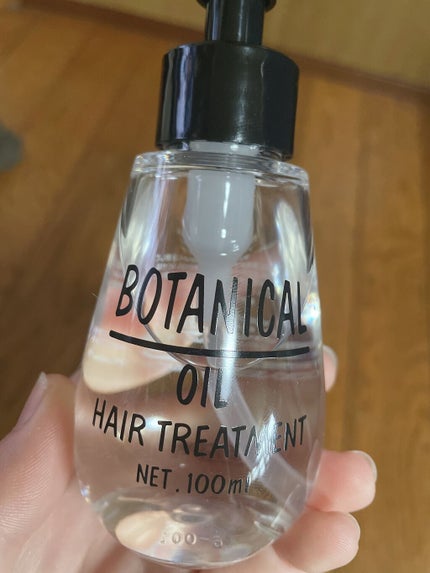 BOTANICAL
OIL
HAIR TREATMENT
NET.100ml